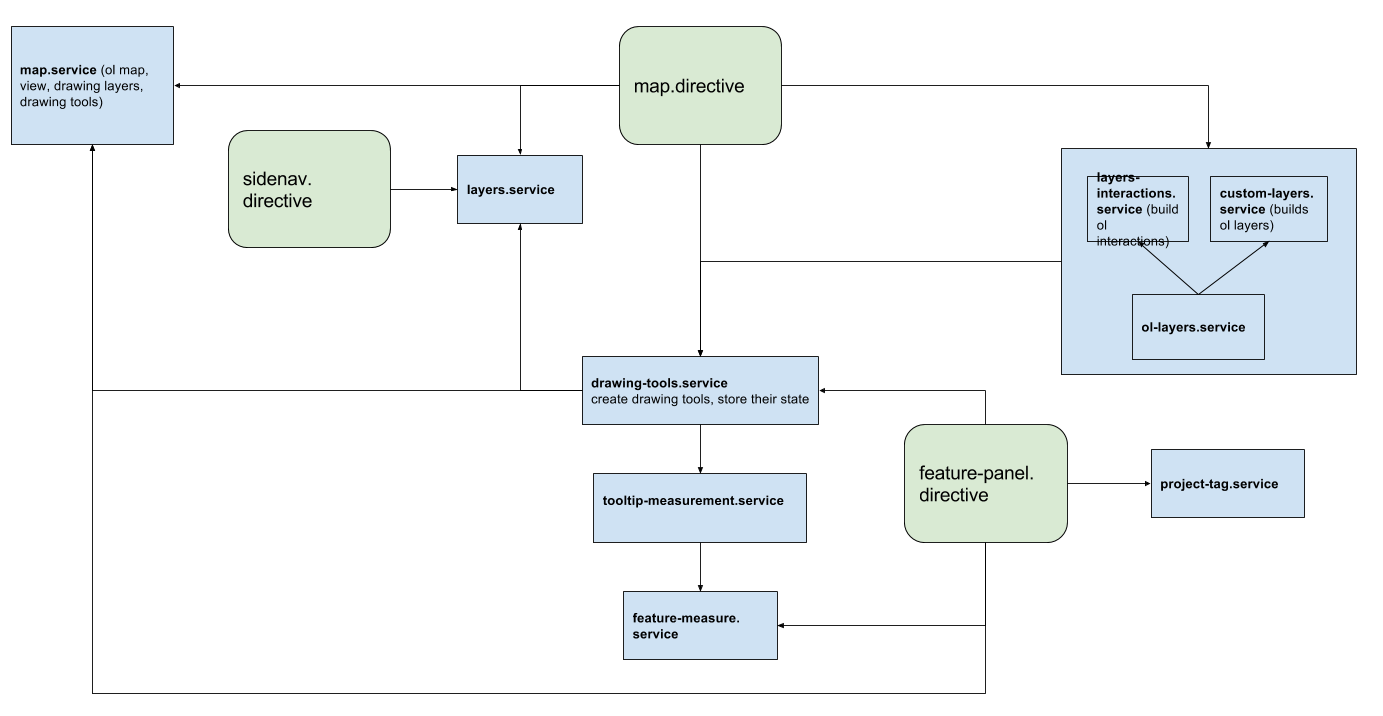 map.service (ol map,
view, drawing layers,
drawing tools)
map.directive
sidenav.
directive
layers.service
layers-
interactions.
service (build
ol
interactions)
custom-layers.
service (builds
ol layers)
ol-layers.service
drawing-tools.service
create drawing tools, store their state
feature-panel.
directive
project-tag.service
tooltip-measurement.service
feature-measure.
service